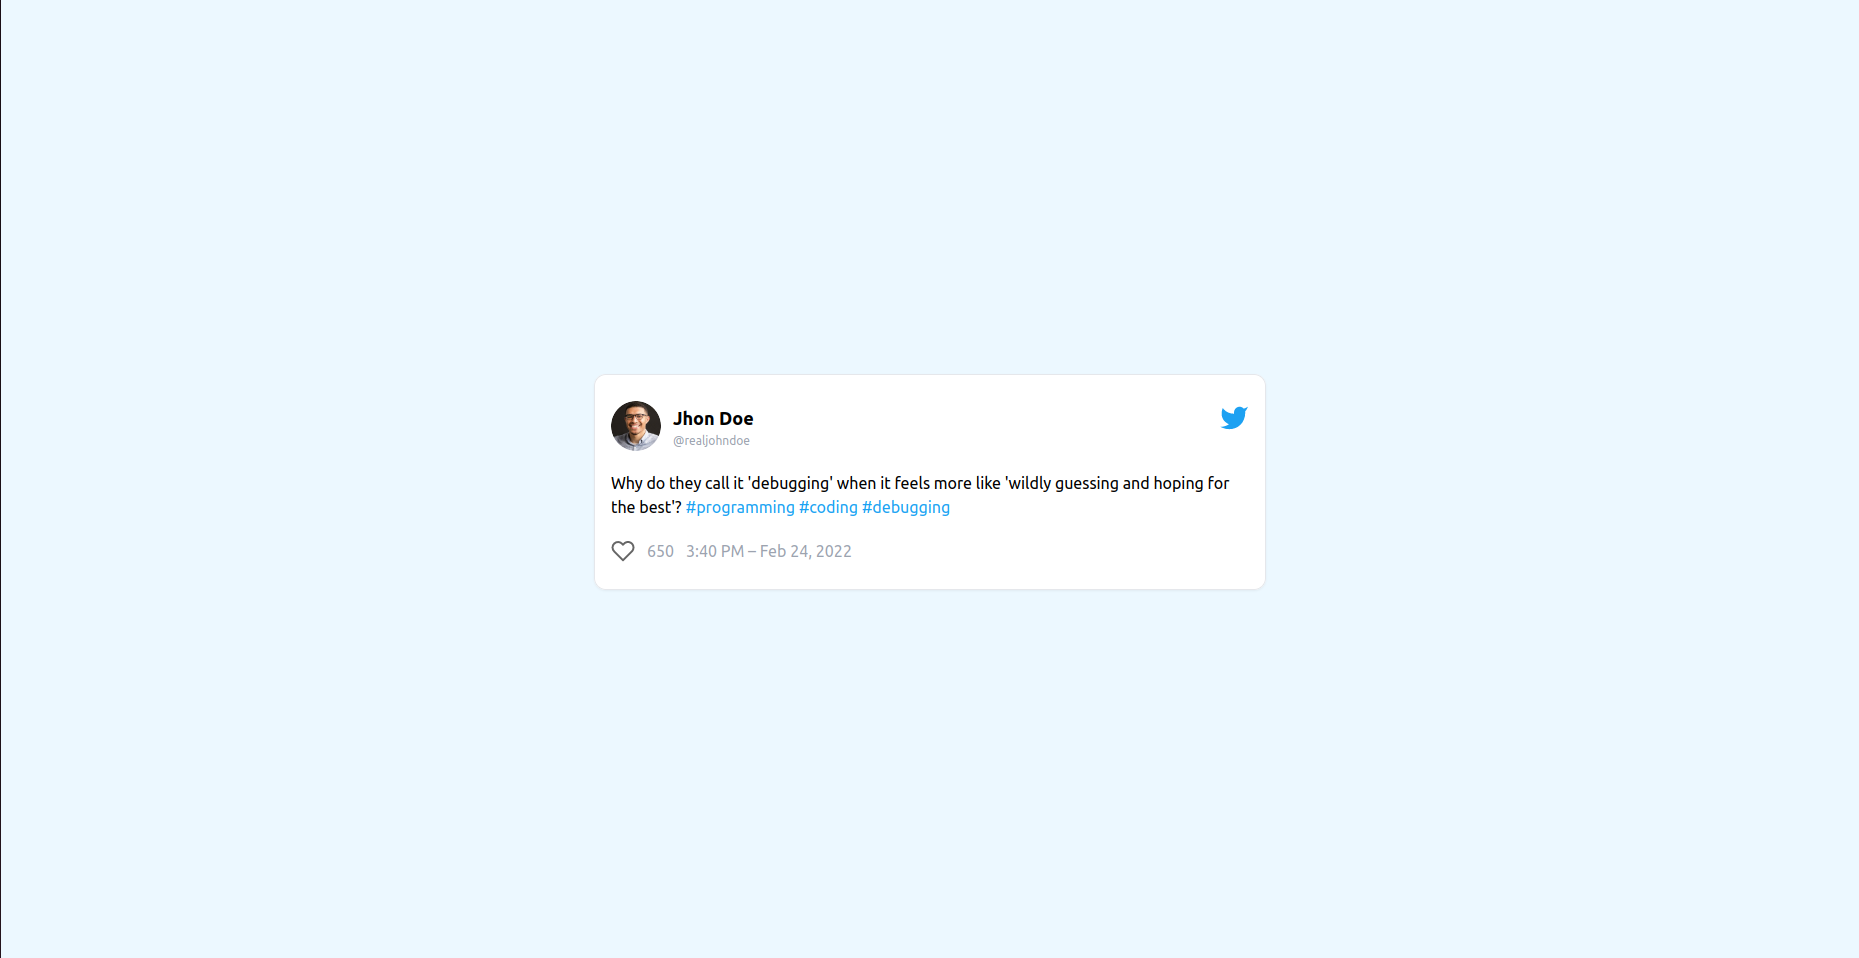 Jhon Doe
@realjohndoe
Why do they call it 'debugging' when it feels more like 'wildly guessing and hoping for
the best'? #programming #coding #debugging
650 3:40 PM – Feb 24, 2022